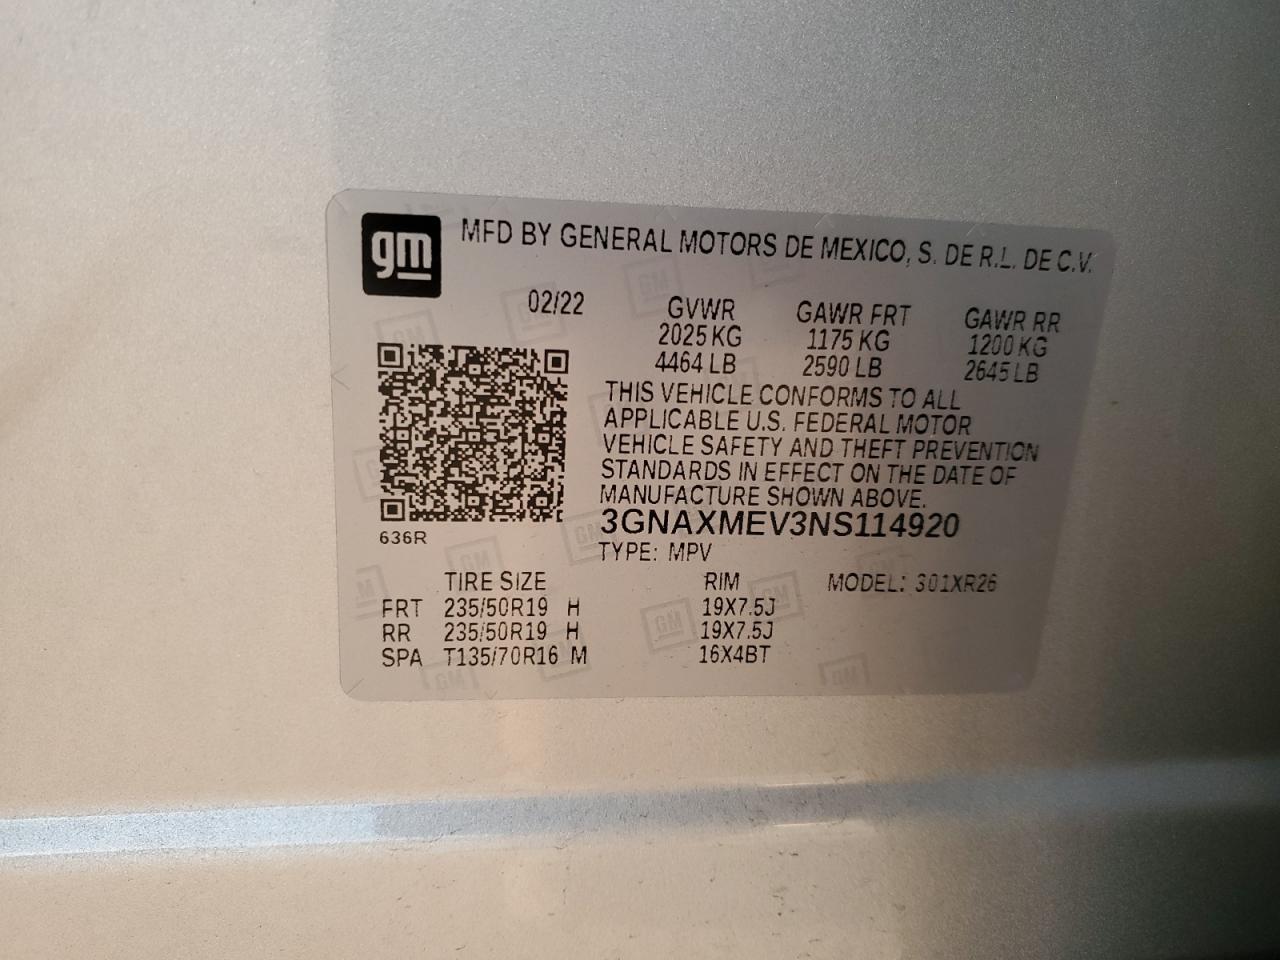 gm MFD BY GENERAL MOTORS DE MEXICO, S. DE R.L. DE C.V.
02/22 GVWR GAWR FRT GAWR RR
2025 KG 1175 KG 1200 KG
4464 LB 2590 LB 2645 LB
THIS VEHICLE CONFORMS TO ALL
APPLICABLE U.S. FEDERAL MOTOR
VEHICLE SAFETY AND THEFT PREVENTION
STANDARDS IN EFFECT ON THE DATE OF
MANUFACTURE SHOWN ABOVE.
3GNAXMEV3NS114920
636R
TYPE: MPV
TIRE SIZE RIM MODEL: 301XR26
FRT 235/50R19 H 19X7.5J
RR 235/50R19 H 19X7.5J
SPA T135/70R16 M 16X4BT